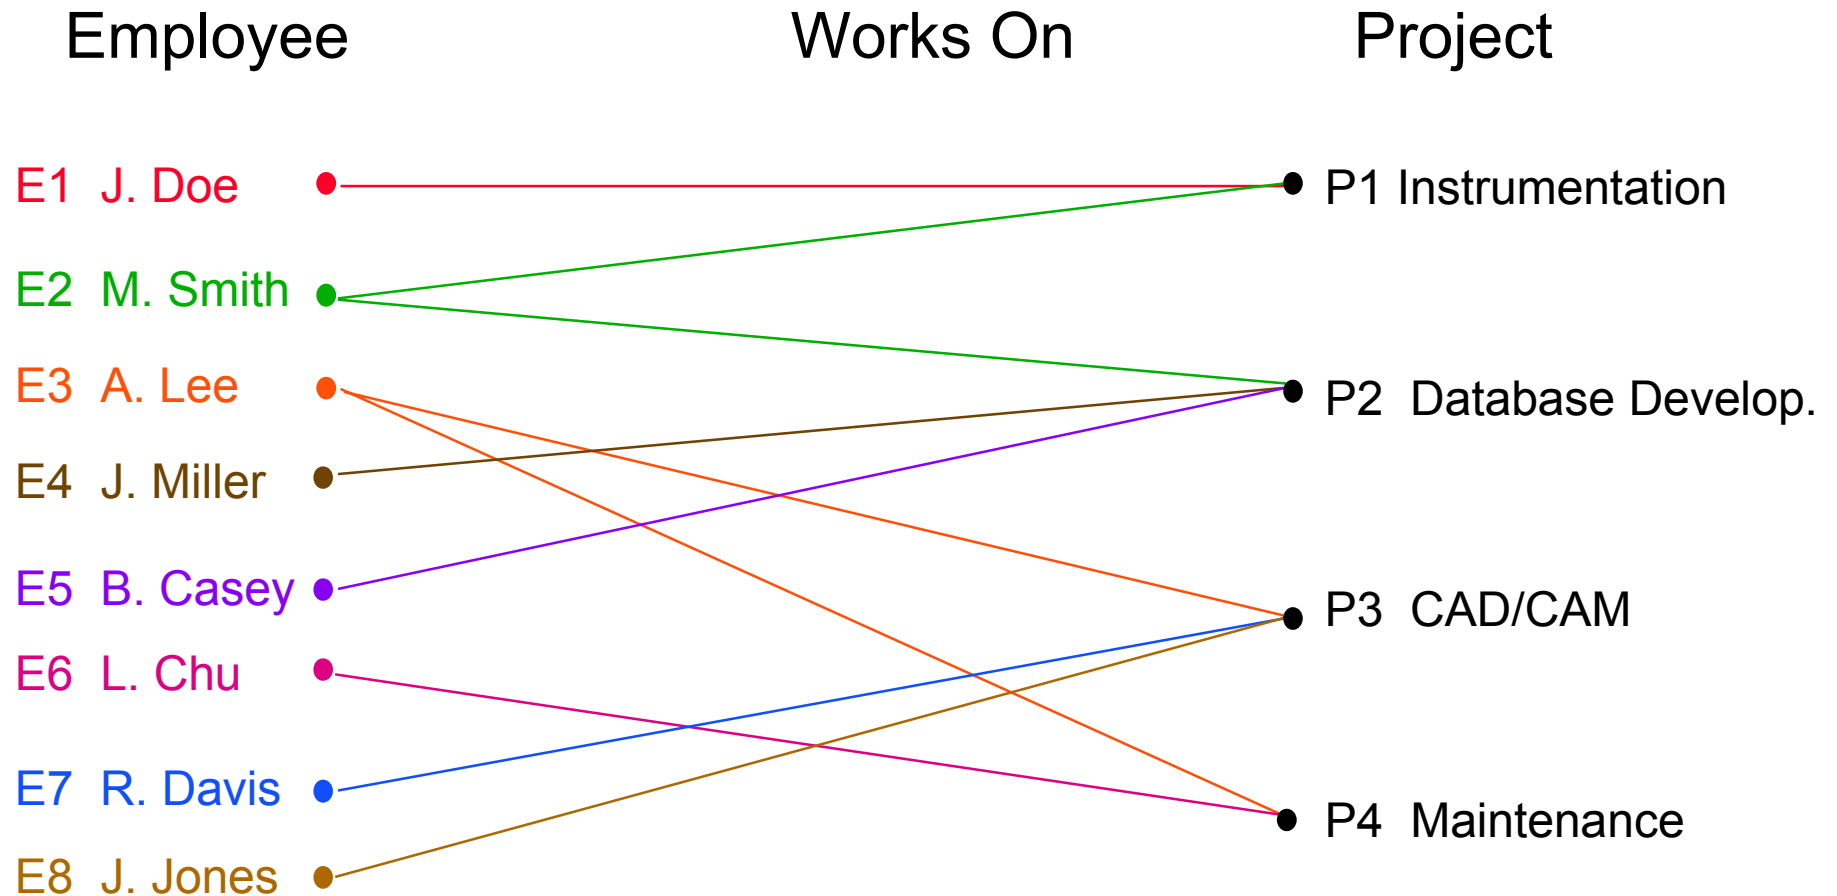 Employee Works On Project
E1 J. Doe P1 Instrumentation
E2 M. Smith
E3 A. Lee P2 Database Develop.
E4 J. Miller
E5 B. Casey P3 CAD/CAM
E6 L. Chu
E7 R. Davis P4 Maintenance
E8 J. Jones